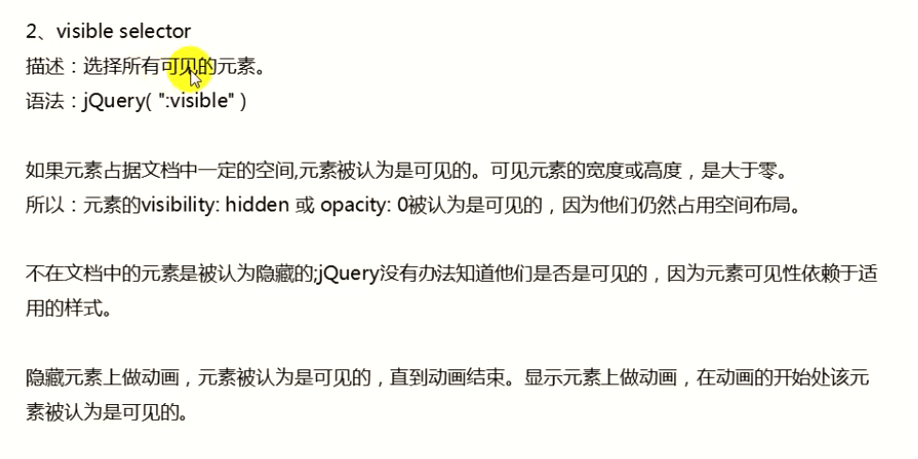 2、visible selector
描述：选择所有可见的元素。
语法：jQuery( ":visible" )
如果元素占据文档中一定的空间,元素被认为是可见的。可见元素的宽度或高度，是大于零。
所以：元素的visibility: hidden 或 opacity: 0被认为是可见的，因为他们仍然占用空间布局。
不在文档中的元素是被认为隐藏的;jQuery没有办法知道他们是否是可见的，因为元素可见性依赖于适
用的样式。
隐藏元素上做动画，元素被认为是可见的，直到动画结束。显示元素上做动画，在动画的开始处该元
素被认为是可见的。